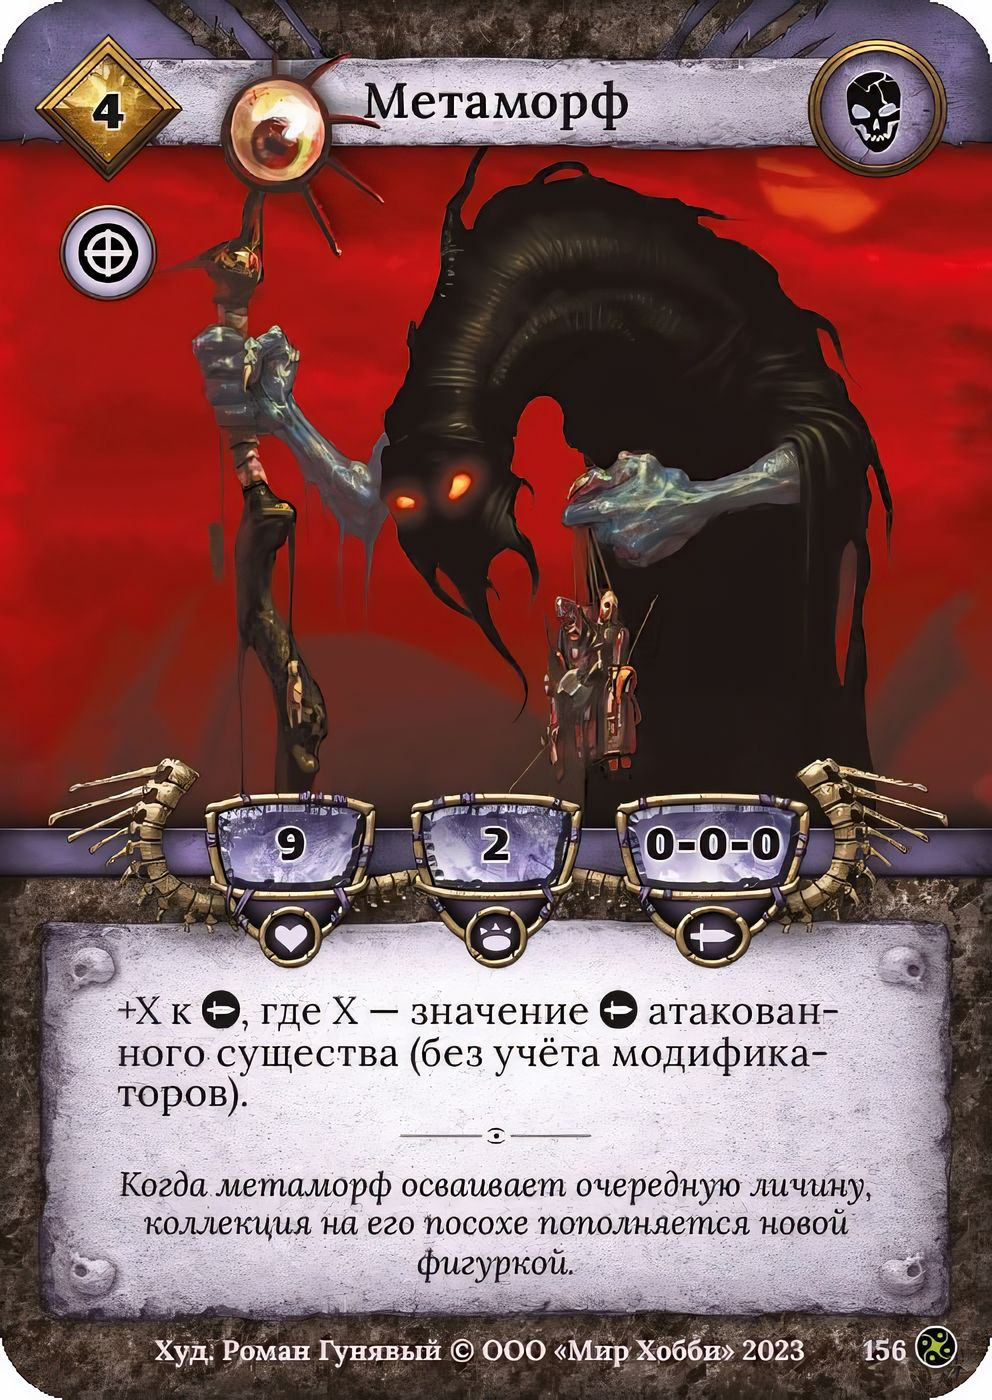 4
Метаморф
9
2
0-0-0
+X к , где X — значение атакован-
ного существа (без учёта модифика-
торов).
Когда метаморф осваивает очередную личину,
коллекция на его посохе пополняется новой
фигуркой.
Худ. Роман Гунявый © ООО «Мир Хобби» 2023 156